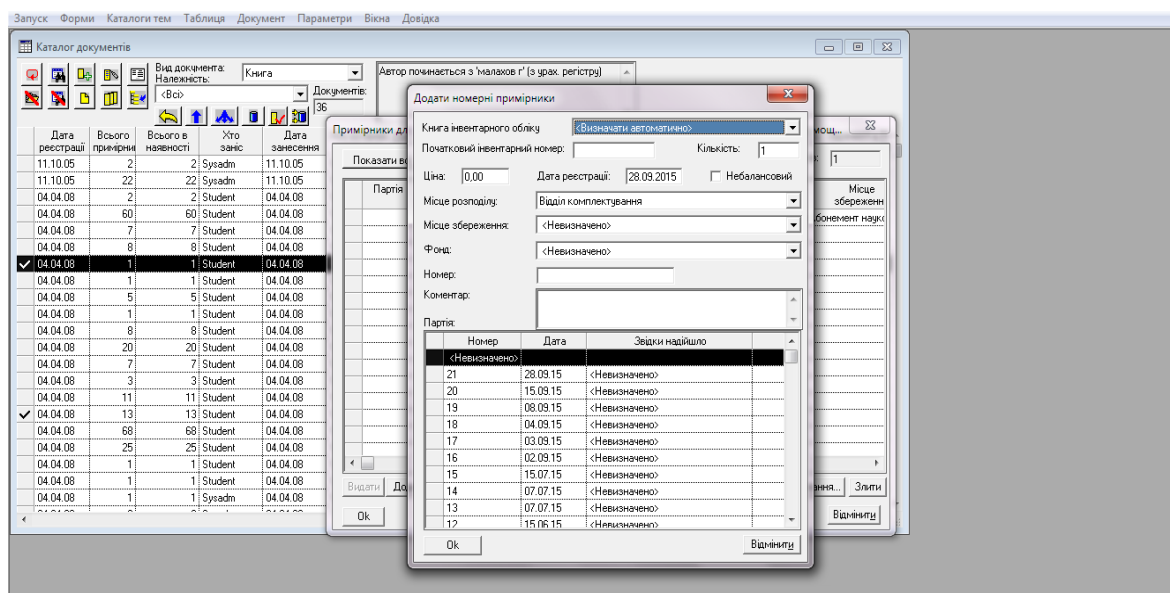 Запуск Форми Каталоги тем Таблиця Документ Параметри Вікна Довідка
Каталог документів
Вид документа: Книга
Належність: <Всі>
Документів: 36
Автор починається з 'малахов г' (з урах. регістру)
Дата реєстрації Всього примірни Всього в наявності Хто заніс Дата занесення
11.10.05 2 2 Sysadm 11.10.05
11.10.05 22 22 Sysadm 11.10.05
04.04.08 2 2 Student 04.04.08
04.04.08 60 60 Student 04.04.08
04.04.08 7 7 Student 04.04.08
04.04.08 8 8 Student 04.04.08
04.04.08 1 1 Student 04.04.08
04.04.08 1 1 Student 04.04.08
04.04.08 5 5 Student 04.04.08
04.04.08 1 1 Student 04.04.08
04.04.08 8 8 Student 04.04.08
04.04.08 20 20 Student 04.04.08
04.04.08 7 7 Student 04.04.08
04.04.08 3 3 Student 04.04.08
04.04.08 11 11 Student 04.04.08
04.04.08 13 13 Student 04.04.08
04.04.08 68 68 Student 04.04.08
04.04.08 25 25 Student 04.04.08
04.04.08 1 1 Student 04.04.08
04.04.08 1 1 Student 04.04.08
04.04.08 1 1 Sysadm 04.04.08
Примірники для
мощ...
Показати вс
1
Партія
Місце збереженн
бонемент науко
Видати До
ання... Злити
Ok
Відмінити
Додати номерні примірники
Книга інвентарного обліку <Визначати автоматично>
Початковий інвентарний номер: Кількість: 1
Ціна: 0,00 Дата реєстрації: 28.09.2015 Небалансовий
Місце розподілу: Відділ комплектування
Місце збереження: <Невизначено>
Фонд: <Невизначено>
Номер:
Коментар:
Партія:
Номер Дата Звідки надійшло
<Невизначено>
21 28.09.15 <Невизначено>
20 15.09.15 <Невизначено>
19 08.09.15 <Невизначено>
18 04.09.15 <Невизначено>
17 03.09.15 <Невизначено>
16 02.09.15 <Невизначено>
15 15.07.15 <Невизначено>
14 07.07.15 <Невизначено>
13 07.07.15 <Невизначено>
12 15.06.15 <Невизначено>
Ok Відмінити